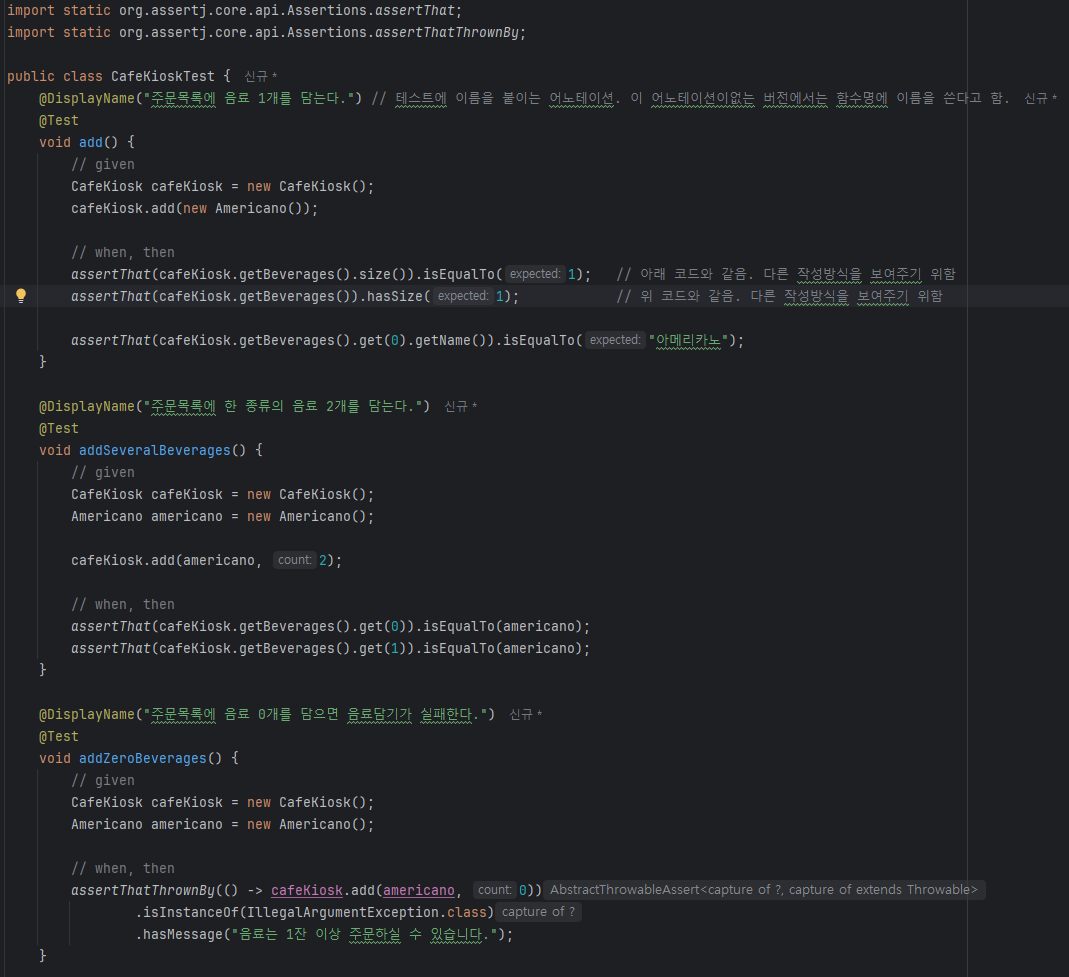 import static org.assertj.core.api.Assertions.assertThat;
import static org.assertj.core.api.Assertions.assertThatThrownBy;

public class CafeKioskTest {  신규 *
    @DisplayName("주문목록에 음료 1개를 담는다.") // 테스트에 이름을 붙이는 어노테이션. 이 어노테이션이없는 버전에서는 함수명에 이름을 쓴다고 함.  신규 *
    @Test
    void add() {
        // given
        CafeKiosk cafeKiosk = new CafeKiosk();
        cafeKiosk.add(new Americano());

        // when, then
        assertThat(cafeKiosk.getBeverages().size()).isEqualTo( expected: 1);   // 아래 코드와 같음. 다른 작성방식을 보여주기 위함
        assertThat(cafeKiosk.getBeverages()).hasSize( expected: 1);            // 위 코드와 같음. 다른 작성방식을 보여주기 위함

        assertThat(cafeKiosk.getBeverages().get(0).getName()).isEqualTo( expected: "아메리카노");
    }

    @DisplayName("주문목록에 한 종류의 음료 2개를 담는다.")  신규 *
    @Test
    void addSeveralBeverages() {
        // given
        CafeKiosk cafeKiosk = new CafeKiosk();
        Americano americano = new Americano();

        cafeKiosk.add(americano,  count: 2);

        // when, then
        assertThat(cafeKiosk.getBeverages().get(0)).isEqualTo(americano);
        assertThat(cafeKiosk.getBeverages().get(1)).isEqualTo(americano);
    }

    @DisplayName("주문목록에 음료 0개를 담으면 음료담기가 실패한다.")  신규 *
    @Test
    void addZeroBeverages() {
        // given
        CafeKiosk cafeKiosk = new CafeKiosk();
        Americano americano = new Americano();

        // when, then
        assertThatThrownBy(() -> cafeKiosk.add(americano,  count: 0)) AbstractThrowableAssert<capture of ?, capture of extends Throwable>
                .isInstanceOf(IllegalArgumentException.class) capture of ?
                .hasMessage("음료는 1잔 이상 주문하실 수 있습니다.");
    }